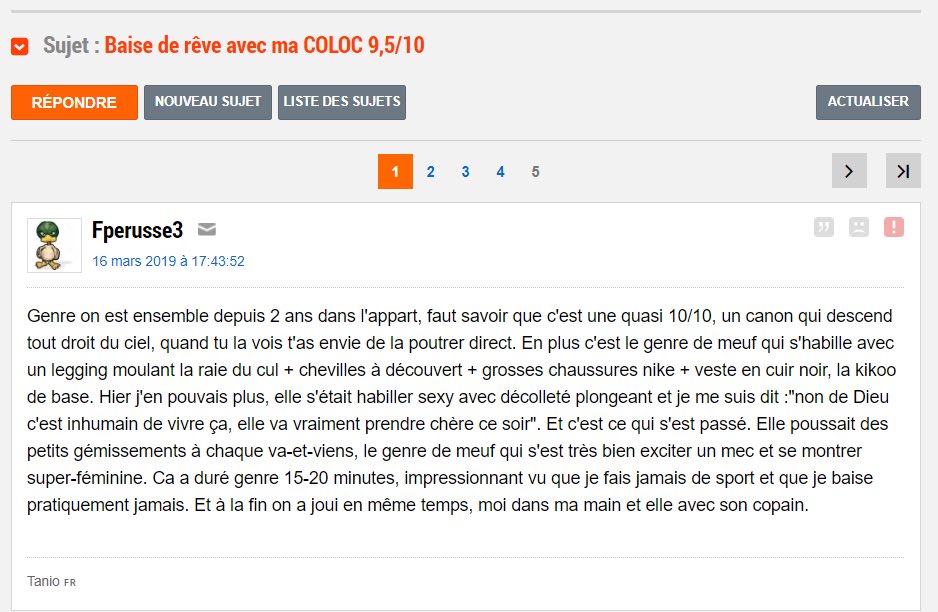 Sujet : Baise de rêve avec ma COLOC 9,5/10
RÉPONDRE NOUVEAU SUJET LISTE DES SUJETS ACTUALISER
1 2 3 4 5
Fperusse3
16 mars 2019 à 17:43:52
Genre on est ensemble depuis 2 ans dans l'appart, faut savoir que c'est une quasi 10/10, un canon qui descend
tout droit du ciel, quand tu la vois t'as envie de la poutrer direct. En plus c'est le genre de meuf qui s'habille avec
un legging moulant la raie du cul + chevilles à découvert + grosses chaussures nike + veste en cuir noir, la kikoo
de base. Hier j'en pouvais plus, elle s'était habiller sexy avec décolleté plongeant et je me suis dit :"non de Dieu
c'est inhumain de vivre ça, elle va vraiment prendre chère ce soir". Et c'est ce qui s'est passé. Elle poussait des
petits gémissements à chaque va-et-viens, le genre de meuf qui s'est très bien exciter un mec et se montrer
super-féminine. Ca a duré genre 15-20 minutes, impressionnant vu que je fais jamais de sport et que je baise
pratiquement jamais. Et à la fin on a joui en même temps, moi dans ma main et elle avec son copain.
Tanio FR